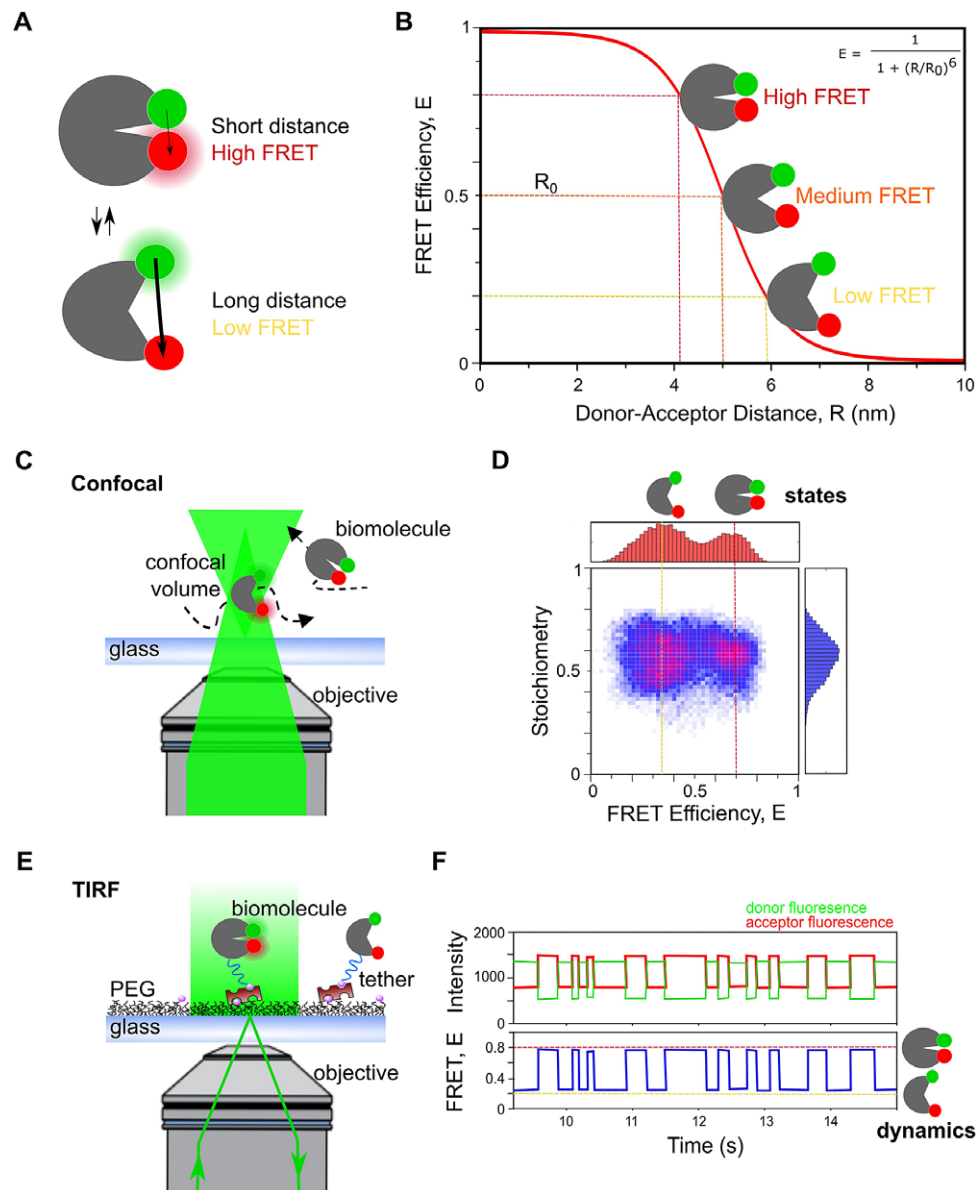 A
Short distance
High FRET
Long distance
Low FRET
B
FRET Efficiency, E
1
0.5
0
E = 1 / 1 + (R/R0)^6
High FRET
R0
Medium FRET
Low FRET
0 2 4 6 8 10
Donor-Acceptor Distance, R (nm)
C
Confocal
biomolecule
confocal
volume
glass
objective
D
states
Stoichiometry
1
0.5
0
0 0.5 1
FRET Efficiency, E
E
TIRF
biomolecule
tether
PEG
glass
objective
F
donor fluoresence
acceptor fluorescence
Intensity
2000
1000
0
FRET, E
0.8
0.4
0
10 11 12 13 14
Time (s)
dynamics